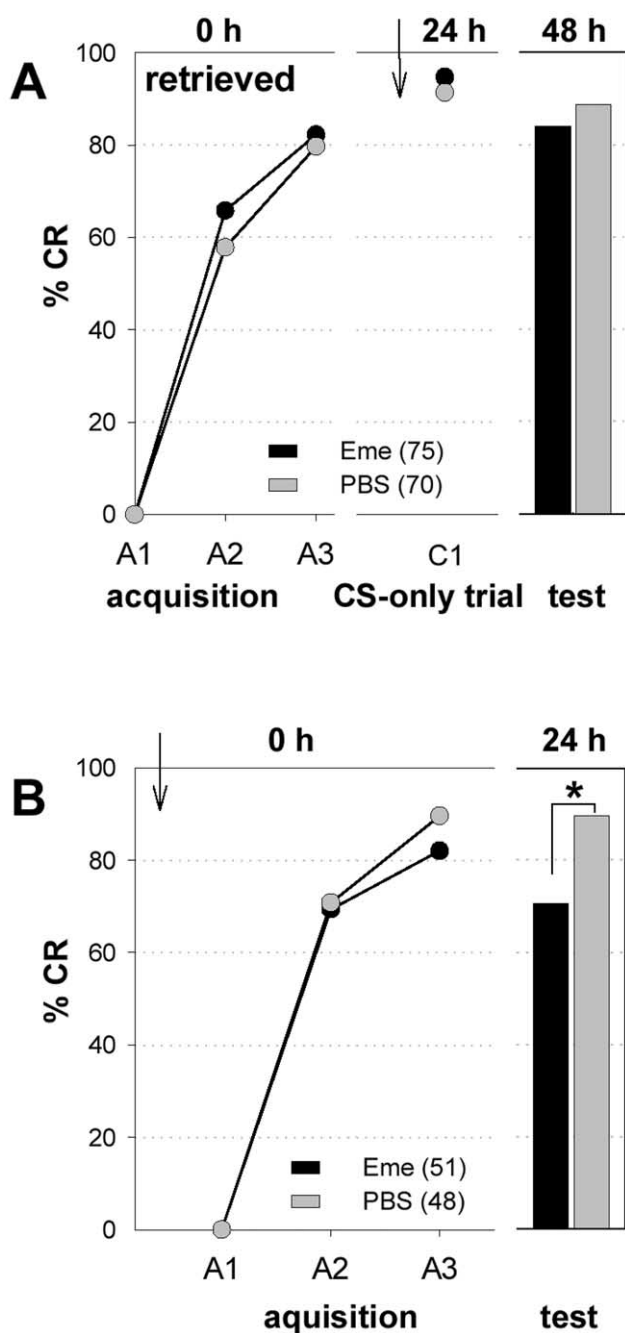 0 h 24 h 48 h
A
100
retrieved
80
60
% CR
40
20
Eme (75)
PBS (70)
0
A1 A2 A3 C1
acquisition CS-only trial test
0 h 24 h
B
100
*
80
60
% CR
40
20
Eme (51)
PBS (48)
0
A1 A2 A3
aquisition test